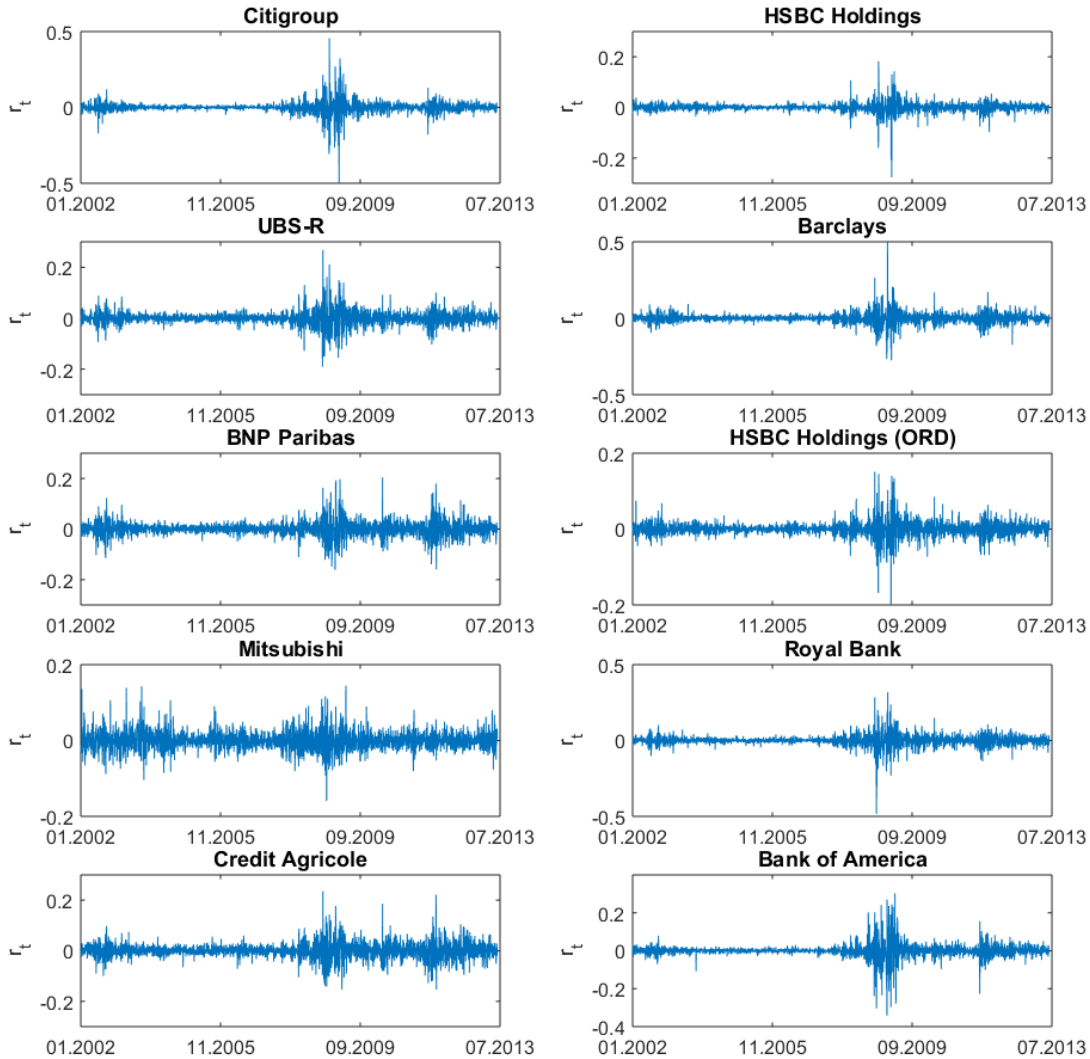 Citigroup
0.5
0
-0.5
r_t
01.2002 11.2005 09.2009 07.2013
HSBC Holdings
0.2
0
-0.2
r_t
01.2002 11.2005 09.2009 07.2013
UBS-R
0.2
0
-0.2
r_t
01.2002 11.2005 09.2009 07.2013
Barclays
0.5
0
-0.5
r_t
01.2002 11.2005 09.2009 07.2013
BNP Paribas
0.2
0
-0.2
r_t
01.2002 11.2005 09.2009 07.2013
HSBC Holdings (ORD)
0.2
0
-0.2
r_t
01.2002 11.2005 09.2009 07.2013
Mitsubishi
0.2
0
-0.2
r_t
01.2002 11.2005 09.2009 07.2013
Royal Bank
0.5
0
-0.5
r_t
01.2002 11.2005 09.2009 07.2013
Credit Agricole
0.2
0
-0.2
r_t
01.2002 11.2005 09.2009 07.2013
Bank of America
0.2
0
-0.2
-0.4
r_t
01.2002 11.2005 09.2009 07.2013